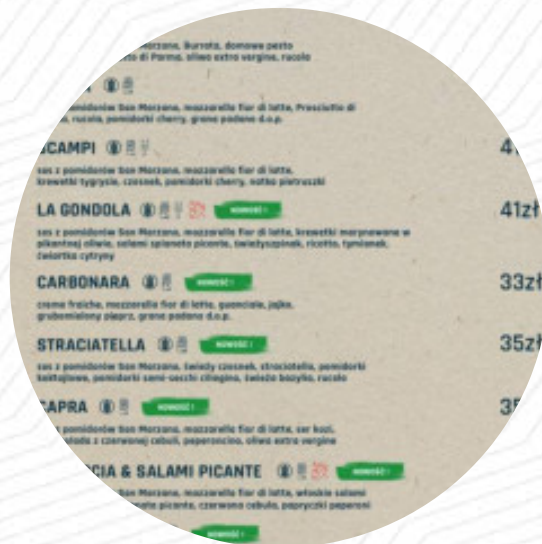 Marzano, Burrata, domowe pesto
to di Parma, oliwa extra vergine, rucola
pomidorów San Marzano, mozzarella fior di latte, Prosciutto di
rucola, pomidorki cherry, grana padano d.o.p.
SCAMPI
sos z pomidorów San Marzano, mozzarella fior di latte,
krewetki tygrysie, czosnek, pomidorki cherry, natka pietruszki
LA GONDOLA NOWOŚĆ! 41zł
sos z pomidorów San Marzano, mozzarella fior di latte, krewetki marynowane w
pikantnej oliwie, salami spianata picante, świeży szpinak, ricotta, tymianek,
ćwiartka cytryny
CARBONARA NOWOŚĆ! 33zł
creme fraiche, mozzarella fior di latte, guanciale, jajko,
grubomielony pieprz, grana padano d.o.p.
STRACIATELLA NOWOŚĆ! 35zł
sos z pomidorów San Marzano, świeży czosnek, straciatella, pomidorki
koktajlowe, pomidorki semi-secchi ciliegino, świeża bazylia, rucola
CAPRA NOWOŚĆ!
pomidorów San Marzano, mozzarella fior di latte, ser kozi,
z czerwonej cebuli, peperoncino, oliwa extra vergine
CCIA & SALAMI PICANTE NOWOŚĆ!
San Marzano, mozzarella fior di latte, włoskie salami
picante, czerwona cebula, papryczki peperoni
NOWOŚĆ!